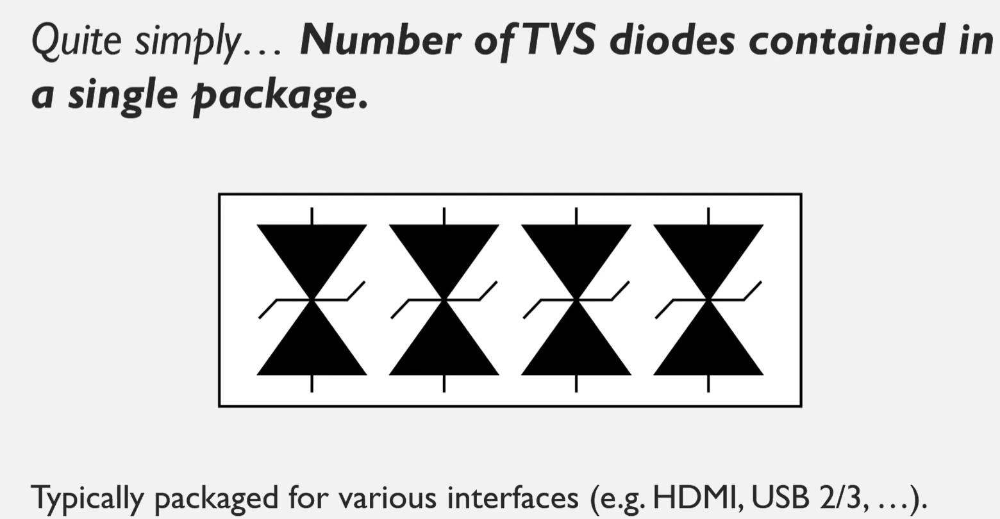 Quite simply… Number of TVS diodes contained in
a single package.
Typically packaged for various interfaces (e.g. HDMI, USB 2/3, …).